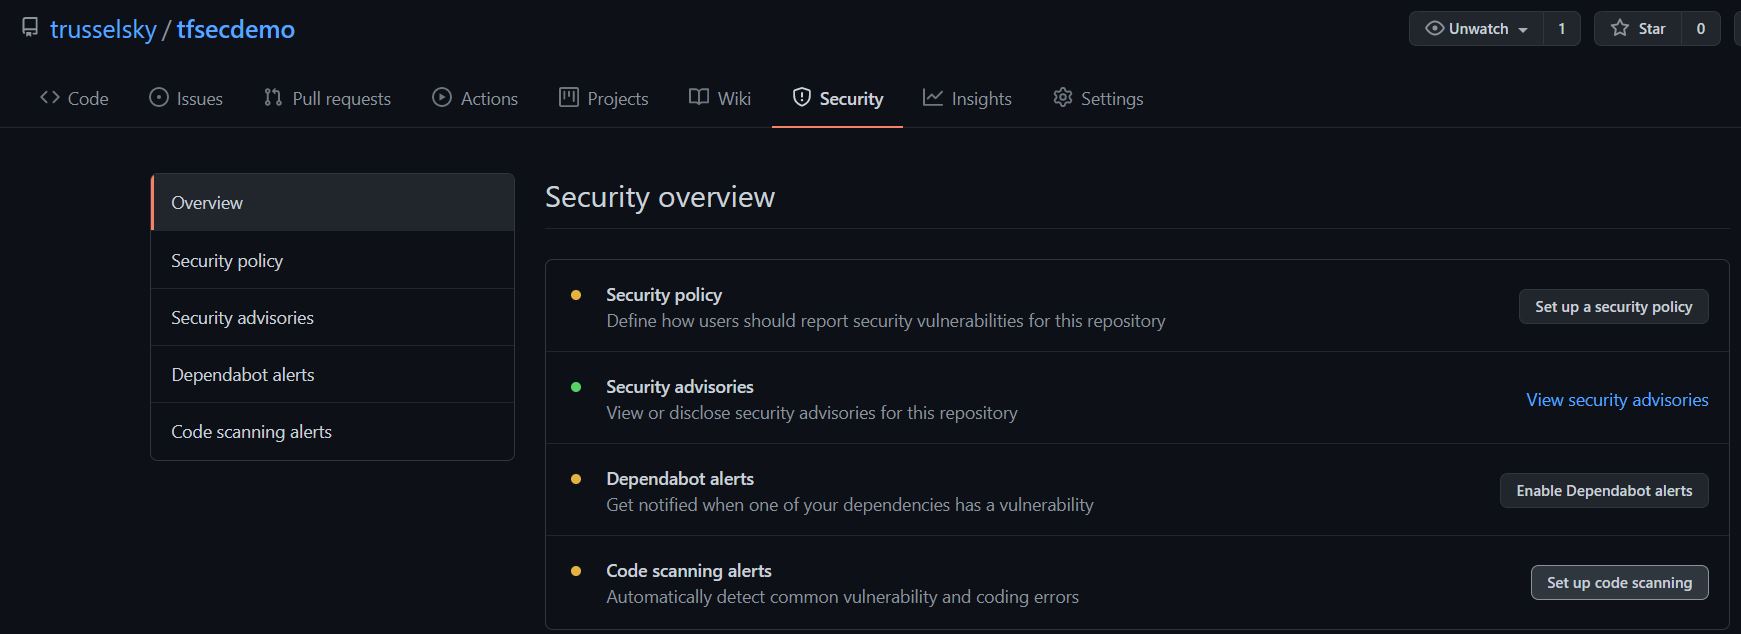 trusselsky / tfsecdemo
Unwatch 1 Star 0
Code Issues Pull requests Actions Projects Wiki Security Insights Settings
Overview
Security policy
Security advisories
Dependabot alerts
Code scanning alerts
Security overview
Security policy
Define how users should report security vulnerabilities for this repository
Set up a security policy
Security advisories
View or disclose security advisories for this repository
View security advisories
Dependabot alerts
Get notified when one of your dependencies has a vulnerability
Enable Dependabot alerts
Code scanning alerts
Automatically detect common vulnerability and coding errors
Set up code scanning